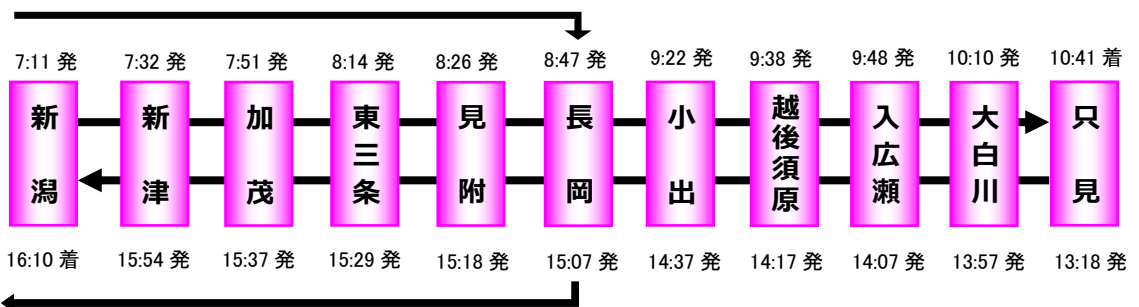 7:11 発 7:32 発 7:51 発 8:14 発 8:26 発 8:47 発 9:22 発 9:38 発 9:48 発 10:10 発 10:41 着
新潟 新津 加茂 東三条 見附 長岡 小出 越後須原 入広瀬 大白川 只見
16:10 着 15:54 発 15:37 発 15:29 発 15:18 発 15:07 発 14:37 発 14:17 発 14:07 発 13:57 発 13:18 発